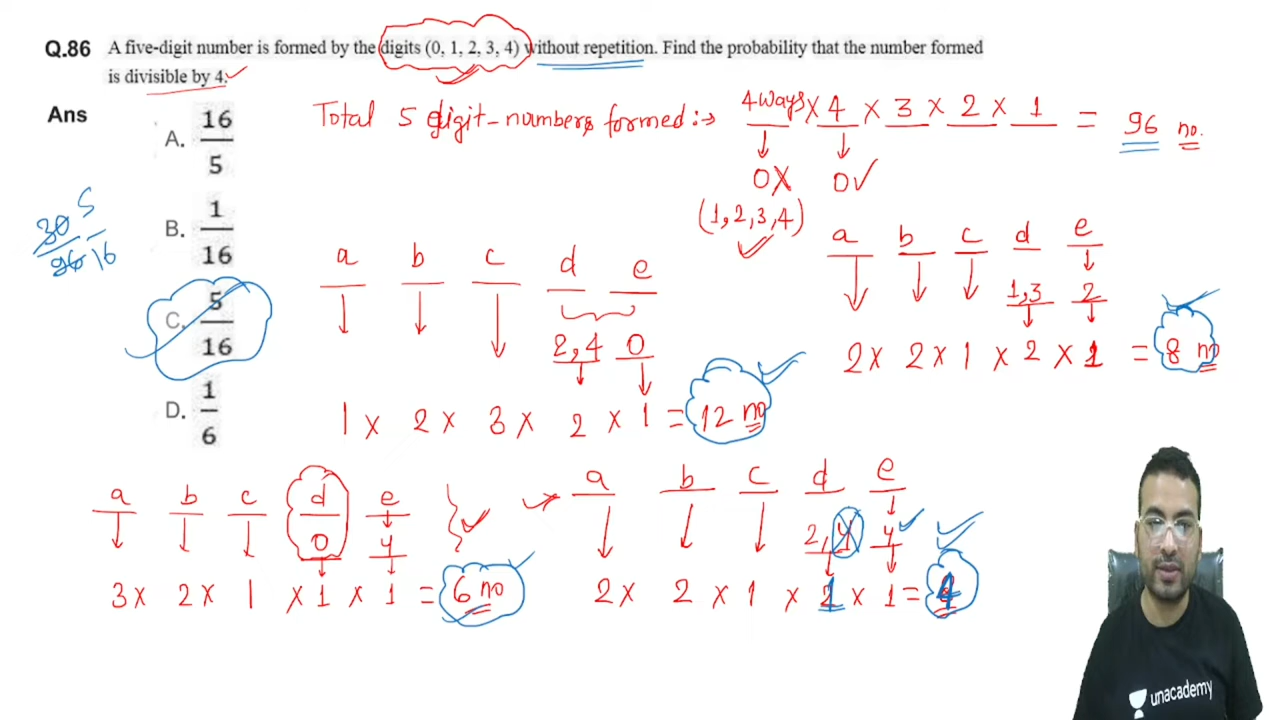 Q.86 A five-digit number is formed by the digits (0, 1, 2, 3, 4) without repetition. Find the probability that the number formed
is divisible by 4.
Ans
A. 16/5
B. 1/16
C. 5/16
D. 1/6
30/96 5/16
Total 5 digit-numbers formed :→ 4 ways × 4 × 3 × 2 × 1 = 96 no.
0X 0✓
(1,2,3,4)
a b c d e
2,4 0
1 × 2 × 3 × 2 × 1 = 12 no
a b c d e
1,3 2
2 × 2 × 1 × 2 × 1 = 8 no
a b c d e
0 4
3 × 2 × 1 × 1 × 1 = 6 no
a b c d e
2, 4 4
2 × 2 × 1 × 1 × 1 = 4
unacademy